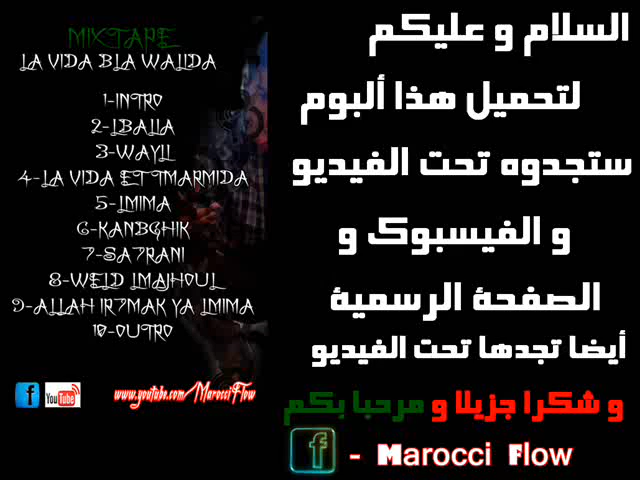 MIXTAPE
LA VIDA BLA WALIDA
1-INTRO
2-LBALIA
3-WAYLI
4-LA VIDA ET TMARMIDA
5-LMIMA
6-KANBGHIK
7-SA7RANI
8-WELD LMAJHOUL
9-ALLAH IR7MAK YA LMIMA
10-OUTRO
f YouTube www.youtube.com/MarocciFlow
السلام و عليكم
لتحميل هذا ألبوم
ستجدوه تحت الفيديو
و الفيسبوك و
الصفحة الرسمية
أيضا تجدها تحت الفيديو
و شكرا جزيلا و مرحبا بكم
f - Marocci Flow